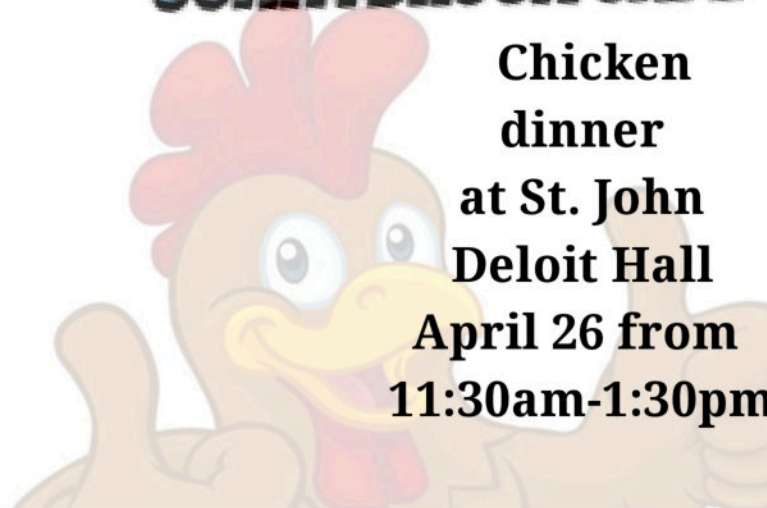 Chicken
dinner
at St. John
Deloit Hall
April 26 from
11:30am-1:30pm